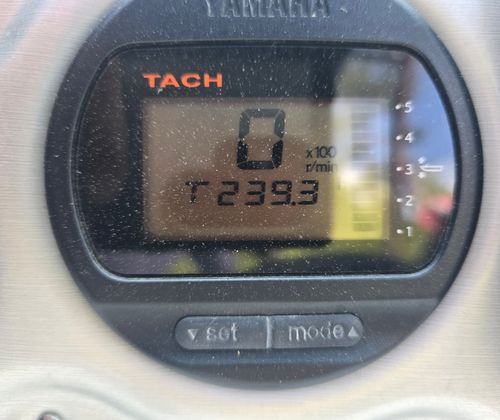 YAMAHA
TACH
0
x100
r/min
T 239.3
5
4
3
2
1
▼ set
mode ▲